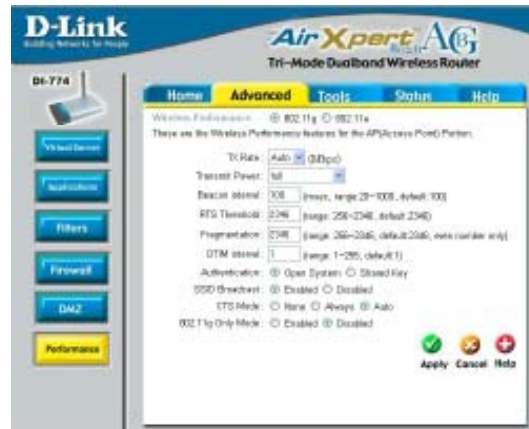 D-Link
Building Networks for People
Air Xpert ABG
Tri-Mode Dualband Wireless Router
DI-774
Home Advanced Tools Status Help
Wireless Performance 802.11g 802.11a
These are the Wireless Performance features for the AP(Access Point) Portion.
TX Rate: Auto (Mbps)
Transmit Power: full
Beacon interval: 100 (msec, range:20~1000, default:100)
RTS Threshold: 2346 (range: 256~2346, default:2346)
Fragmentation: 2346 (range: 256~2346, default:2346, even number only)
DTIM interval: 1 (range: 1~255, default:1)
Authentication: Open System Shared Key
SSID Broadcast: Enabled Disabled
CTS Mode: None Always Auto
802.11g Only Mode: Enabled Disabled
Virtual Server
Applications
Filters
Firewall
DMZ
Performance
Apply Cancel Help